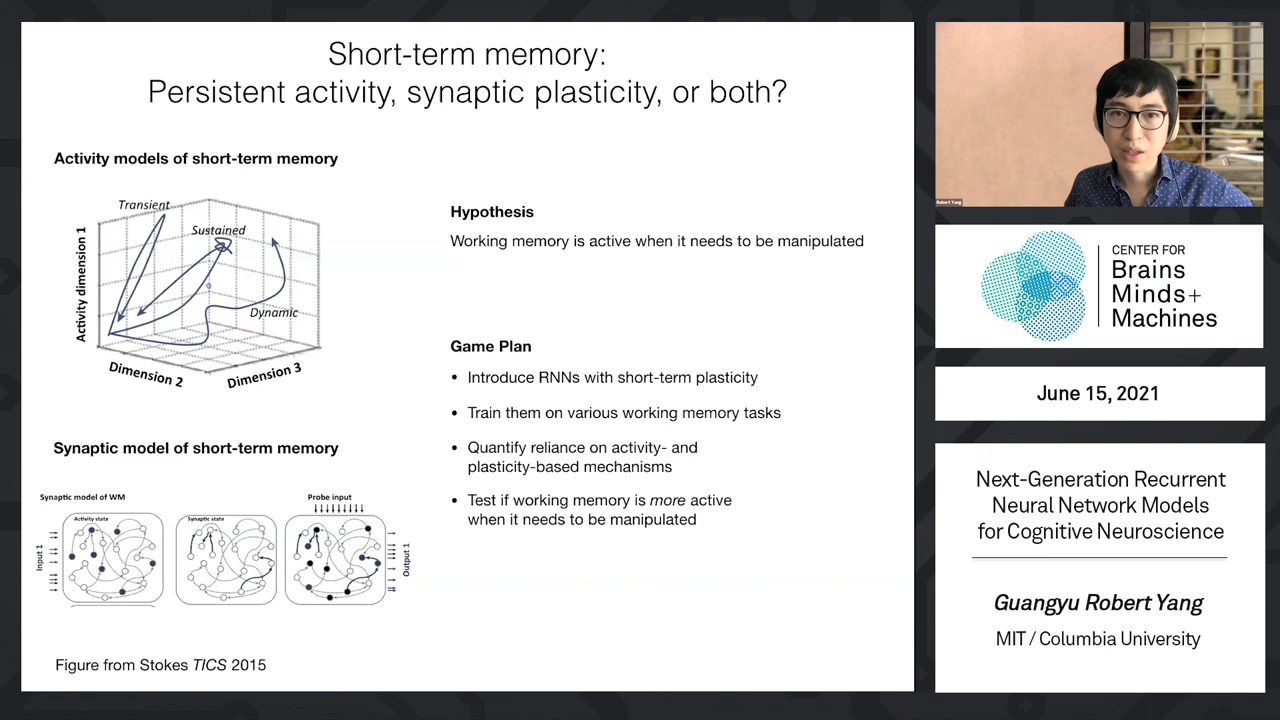 Short-term memory:
Persistent activity, synaptic plasticity, or both?
Activity models of short-term memory
Transient
Sustained
Dynamic
Activity dimension 1
Dimension 2
Dimension 3
Synaptic model of short-term memory
Synaptic model of WM
Probe input
Activity state
Synaptic state
Input 1
Output 1
Figure from Stokes TICS 2015
Hypothesis
Working memory is active when it needs to be manipulated
Game Plan
• Introduce RNNs with short-term plasticity
• Train them on various working memory tasks
• Quantify reliance on activity- and
plasticity-based mechanisms
• Test if working memory is more active
when it needs to be manipulated
Robert Yang
CENTER FOR
Brains
Minds+
Machines
June 15, 2021
Next-Generation Recurrent
Neural Network Models
for Cognitive Neuroscience
Guangyu Robert Yang
MIT / Columbia University